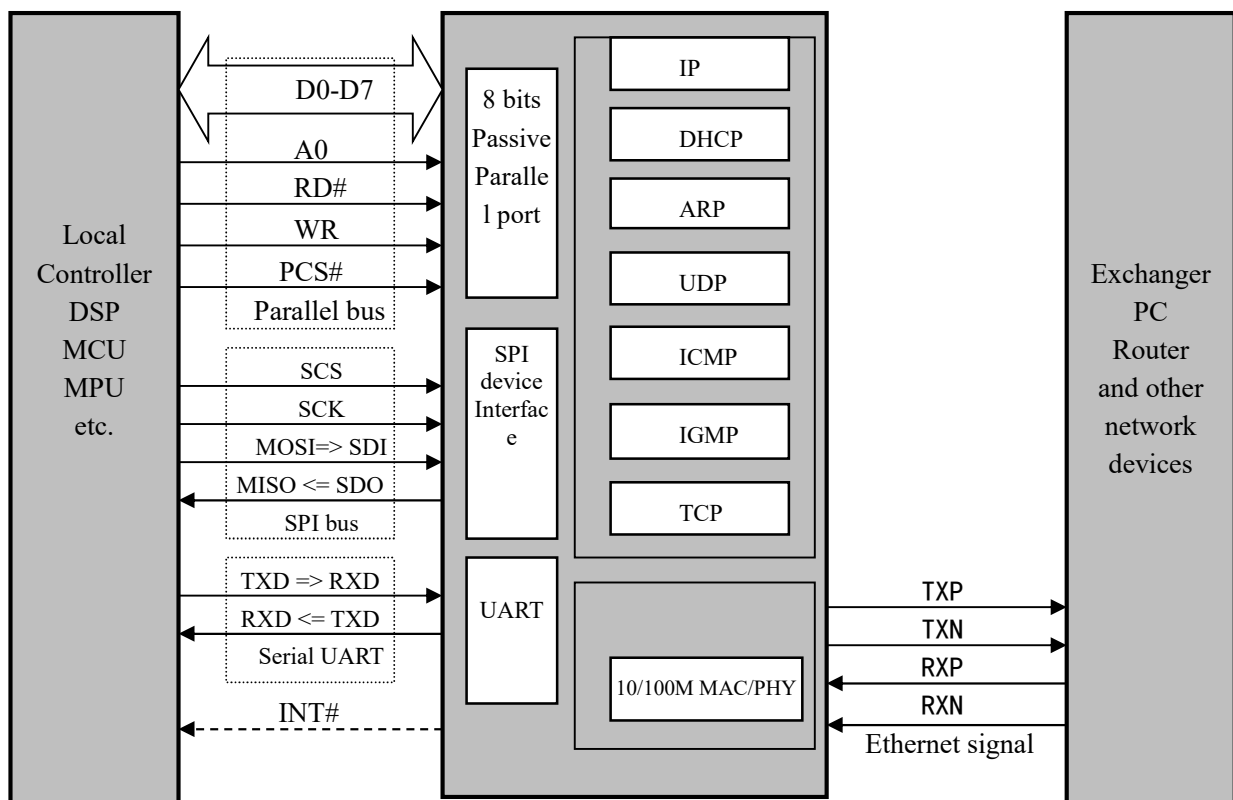 Local
Controller
DSP
MCU
MPU
etc.
D0-D7
A0
RD#
WR
PCS#
Parallel bus
SCS
SCK
MOSI=> SDI
MISO <= SDO
SPI bus
TXD => RXD
RXD <= TXD
Serial UART
INT#
8 bits
Passive
Paralle
l port
SPI
device
Interfac
e
UART
IP
DHCP
ARP
UDP
ICMP
IGMP
TCP
10/100M MAC/PHY
TXP
TXN
RXP
RXN
Ethernet signal
Exchanger
PC
Router
and other
network
devices